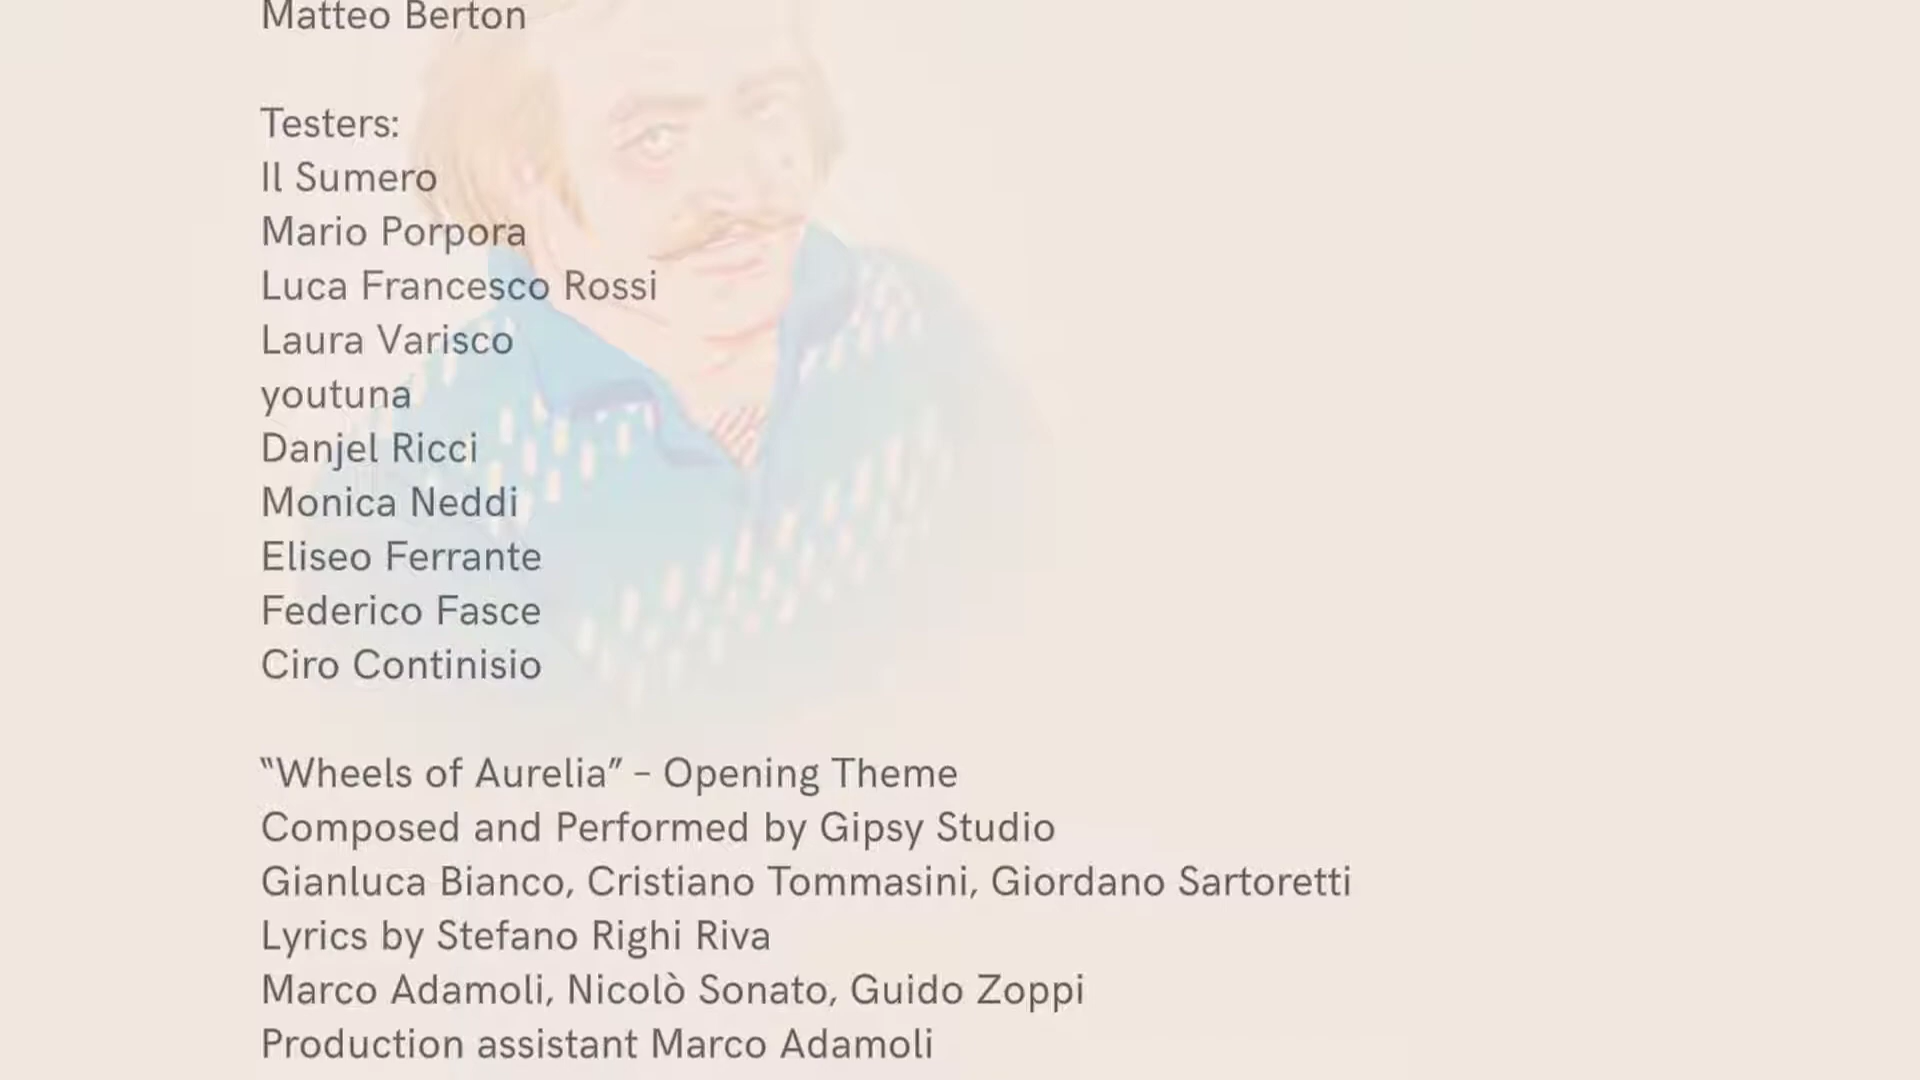 Matteo Berton
Testers:
Il Sumero
Mario Porpora
Luca Francesco Rossi
Laura Varisco
youtuna
Danjel Ricci
Monica Neddi
Eliseo Ferrante
Federico Fasce
Ciro Continisio
“Wheels of Aurelia” – Opening Theme
Composed and Performed by Gipsy Studio
Gianluca Bianco, Cristiano Tommasini, Giordano Sartoretti
Lyrics by Stefano Righi Riva
Marco Adamoli, Nicolò Sonato, Guido Zoppi
Production assistant Marco Adamoli